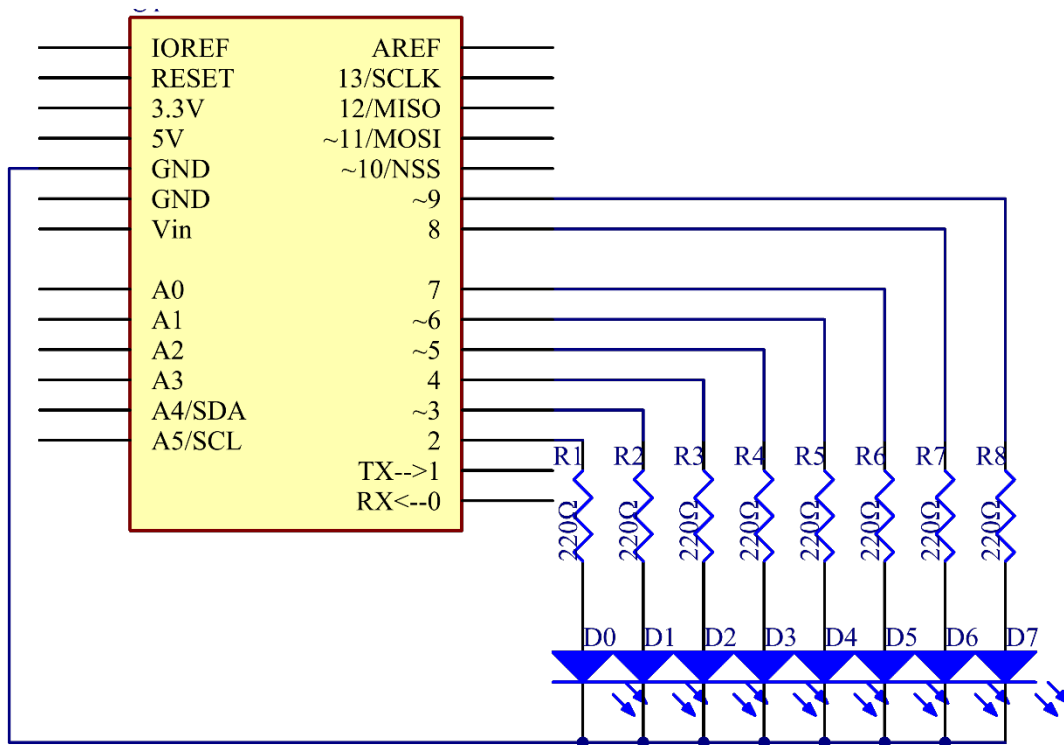 IOREF AREF
RESET 13/SCLK
3.3V 12/MISO
5V ~11/MOSI
GND ~10/NSS
GND ~9
Vin 8
A0 7
A1 ~6
A2 ~5
A3 4
A4/SDA ~3
A5/SCL 2
TX-->1
RX<--0
R1 R2 R3 R4 R5 R6 R7 R8
220Ω 220Ω 220Ω 220Ω 220Ω 220Ω 220Ω 220Ω
D0 D1 D2 D3 D4 D5 D6 D7